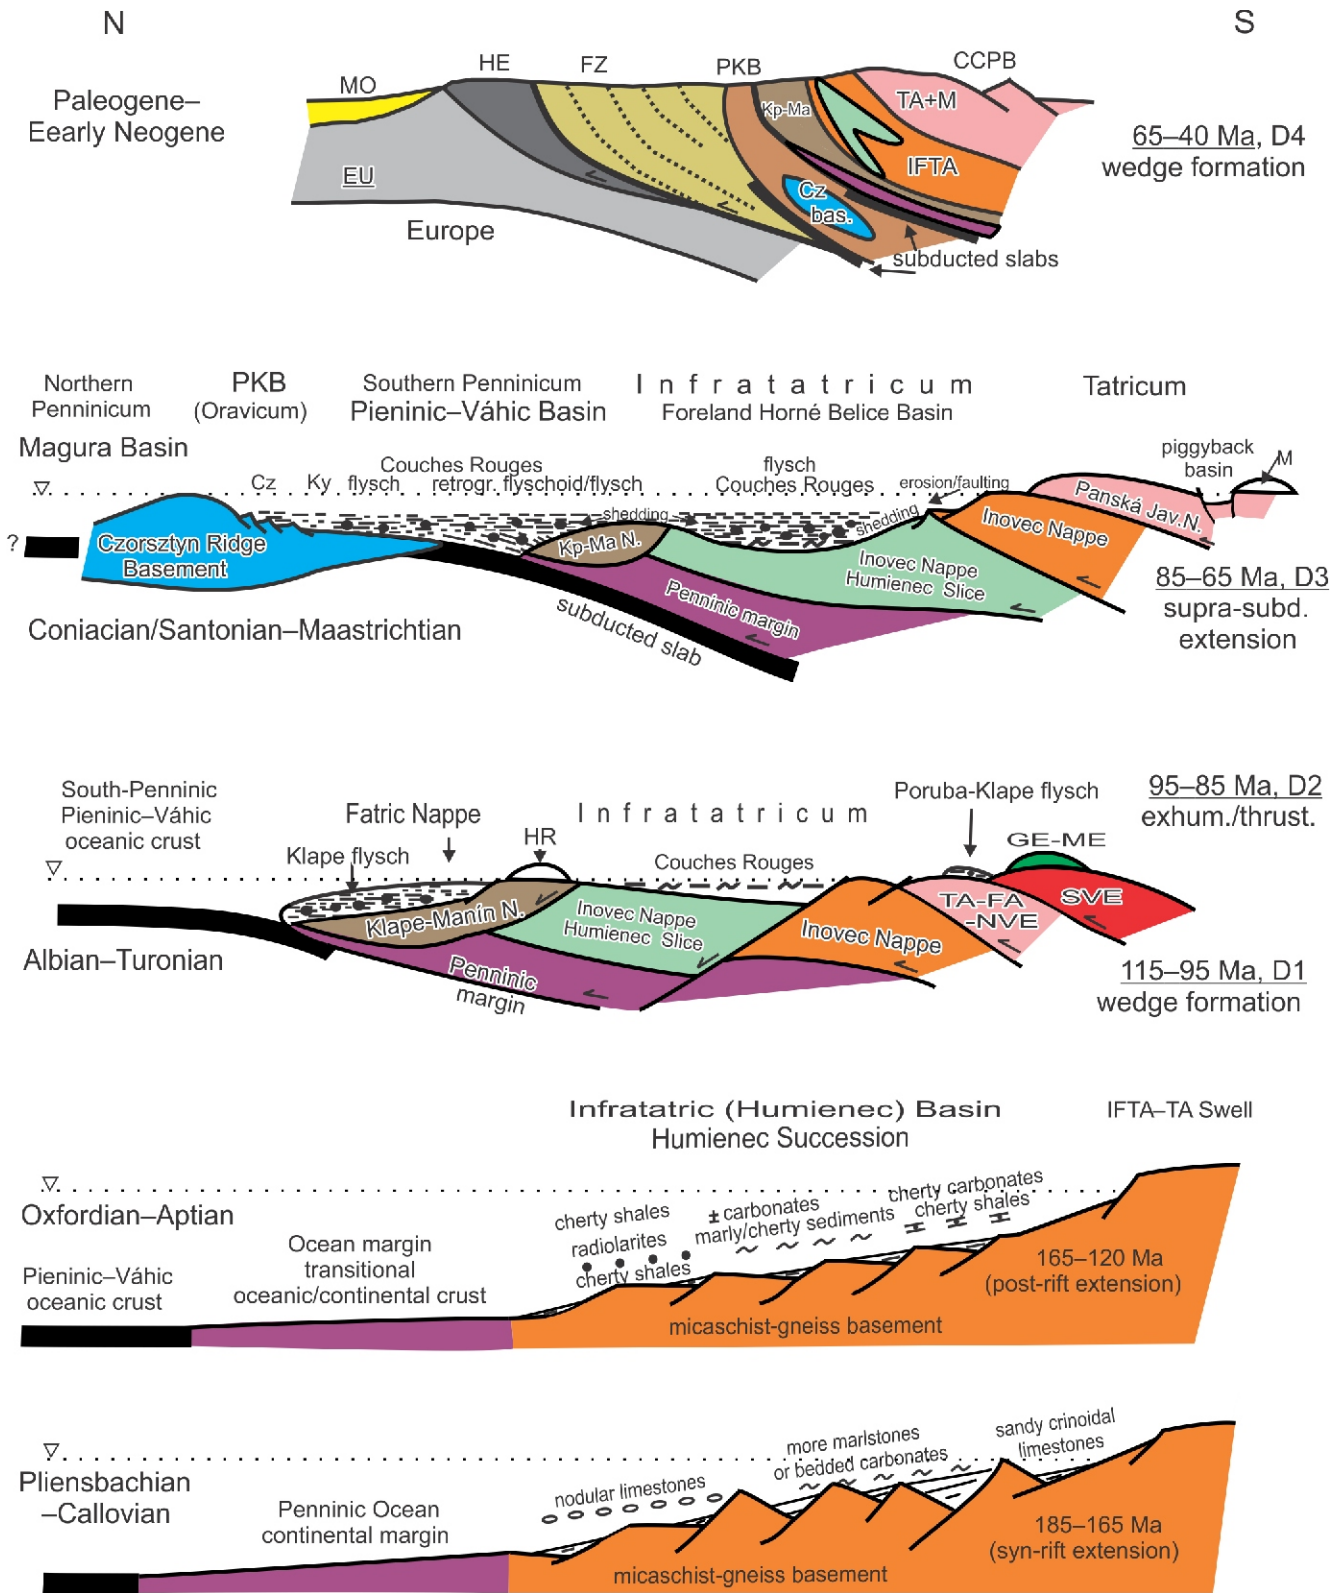 N
S
Paleogene–
Eearly Neogene
MO
HE
FZ
PKB
CCPB
Kp-Ma
TA+M
IFTA
EU
Cz
bas.
Europe
subducted slabs
65–40 Ma, D4
wedge formation
Northern
Penninicum
PKB
(Oravicum)
Southern Penninicum
Pieninic–Váhic Basin
Infratatricum
Foreland Horné Belice Basin
Tatricum
Magura Basin
Cz
Ky
flysch
Couches Rouges
retrogr. flyschoid/flysch
flysch
Couches Rouges
erosion/faulting
piggyback
basin
M
shedding
shedding
?
Czorsztyn Ridge
Basement
Kp-Ma N.
Inovec Nappe
Humienec Slice
Inovec Nappe
Panská Jav.N.
Penninic margin
subducted slab
Coniacian/Santonian–Maastrichtian
85–65 Ma, D3
supra-subd.
extension
South-Penninic
Pieninic–Váhic
oceanic crust
Fatric Nappe
Klape flysch
HR
Infratatricum
Couches Rouges
Poruba-Klape flysch
GE-ME
95–85 Ma, D2
exhum./thrust.
Klape-Manín N.
Inovec Nappe
Humienec Slice
Inovec Nappe
TA-FA
-NVE
SVE
Penninic
margin
Albian–Turonian
115–95 Ma, D1
wedge formation
Infratatric (Humienec) Basin
Humienec Succession
IFTA–TA Swell
Oxfordian–Aptian
cherty shales
radiolarites
cherty shales
± carbonates
marly/cherty sediments
cherty carbonates
cherty shales
Pieninic–Váhic
oceanic crust
Ocean margin
transitional
oceanic/continental crust
165–120 Ma
(post-rift extension)
micaschist-gneiss basement
Pliensbachian
–Callovian
nodular limestones
more marlstones
or bedded carbonates
sandy crinoidal
limestones
Penninic Ocean
continental margin
185–165 Ma
(syn-rift extension)
micaschist-gneiss basement